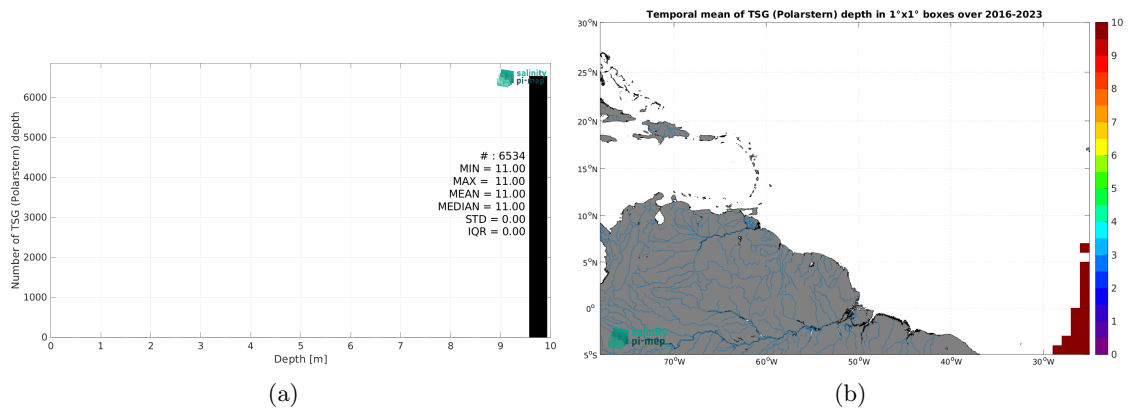 salinity
pi-mep
6000
5000
4000
3000
2000
1000
0
Number of TSG (Polarstern) depth
# : 6534
MIN = 11.00
MAX = 11.00
MEAN = 11.00
MEDIAN = 11.00
STD = 0.00
IQR = 0.00
0 1 2 3 4 5 6 7 8 9 10
Depth [m]
(a)
Temporal mean of TSG (Polarstern) depth in 1°x1° boxes over 2016-2023
30°N
25°N
20°N
15°N
10°N
5°N
0°
5°S
70°W 60°W 50°W 40°W 30°W
salinity
pi-mep
10
9
8
7
6
5
4
3
2
1
0
(b)